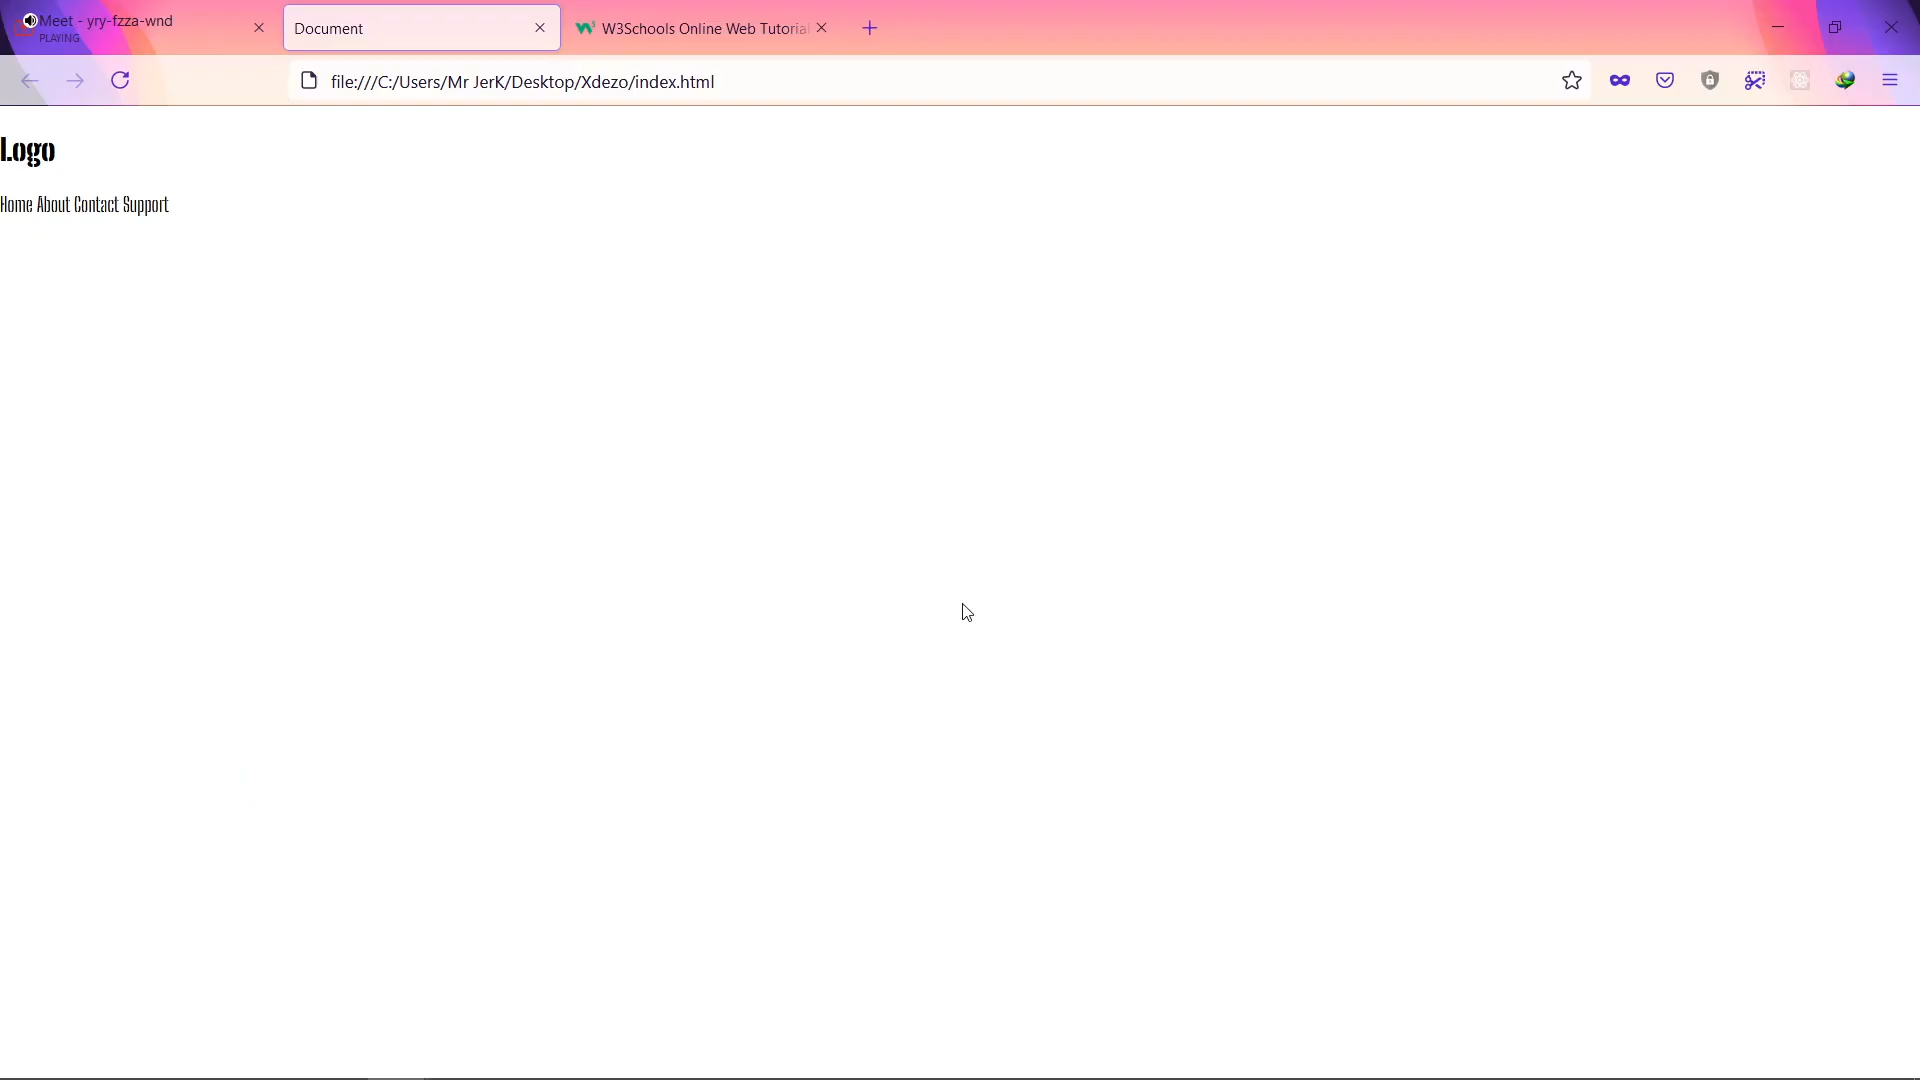 Meet - yry-fzza-wnd
PLAYING
Document
W3Schools Online Web Tutorial
file:///C:/Users/Mr JerK/Desktop/Xdezo/index.html
Logo
Home About Contact Support